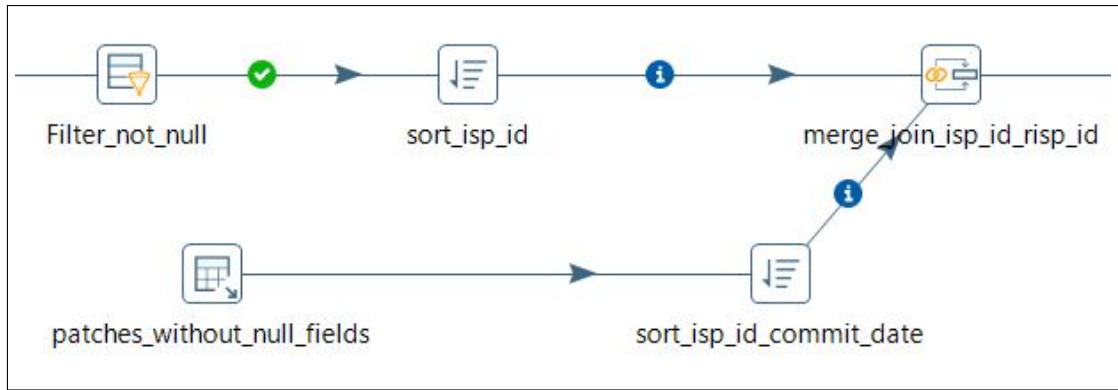 Filter_not_null
sort_isp_id
merge_join_isp_id_risp_id
patches_without_null_fields
sort_isp_id_commit_date